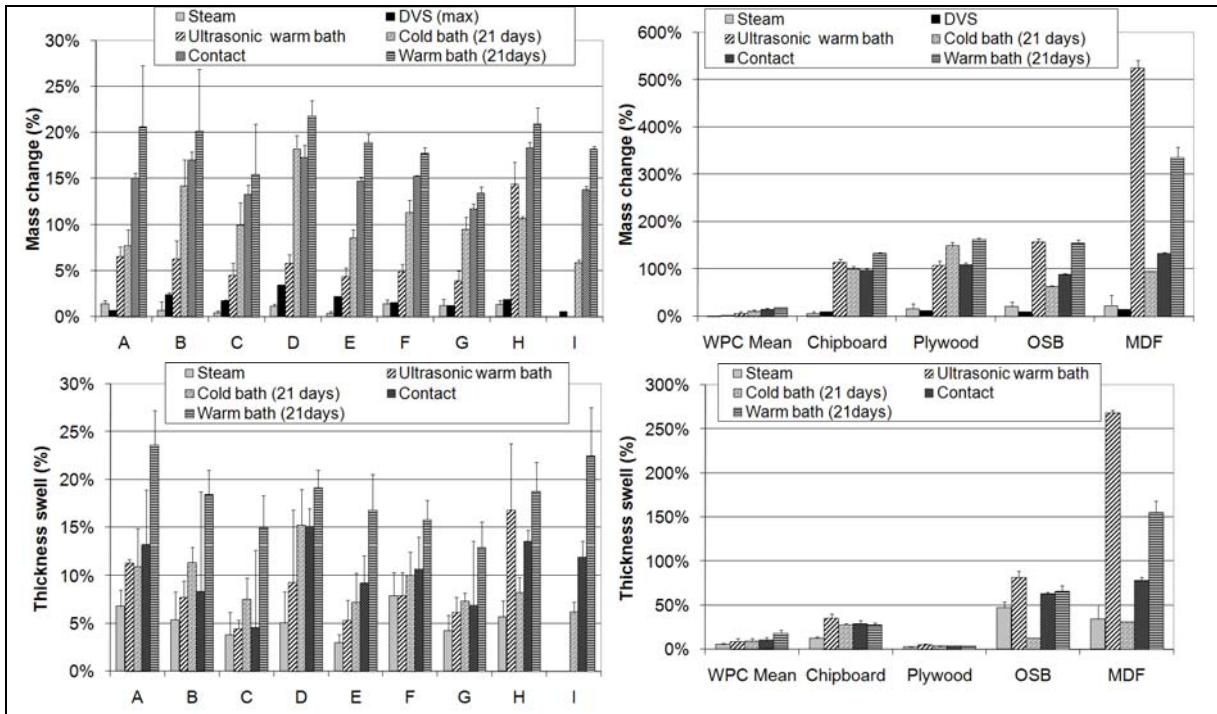 Steam DVS (max)
Ultrasonic warm bath Cold bath (21 days)
Contact Warm bath (21days)
30%
25%
20%
15%
10%
5%
0%
Mass change (%)
A B C D E F G H I
Steam DVS
Ultrasonic warm bath Cold bath (21 days)
Contact Warm bath (21days)
600%
500%
400%
300%
200%
100%
0%
Mass change (%)
WPC Mean Chipboard Plywood OSB MDF
Steam Ultrasonic warm bath
Cold bath (21 days) Contact
Warm bath (21days)
30%
25%
20%
15%
10%
5%
0%
Thickness swell (%)
A B C D E F G H I
Steam Ultrasonic warm bath
Cold bath (21 days) Contact
Warm bath (21days)
300%
250%
200%
150%
100%
50%
0%
Thickness swell (%)
WPC Mean Chipboard Plywood OSB MDF